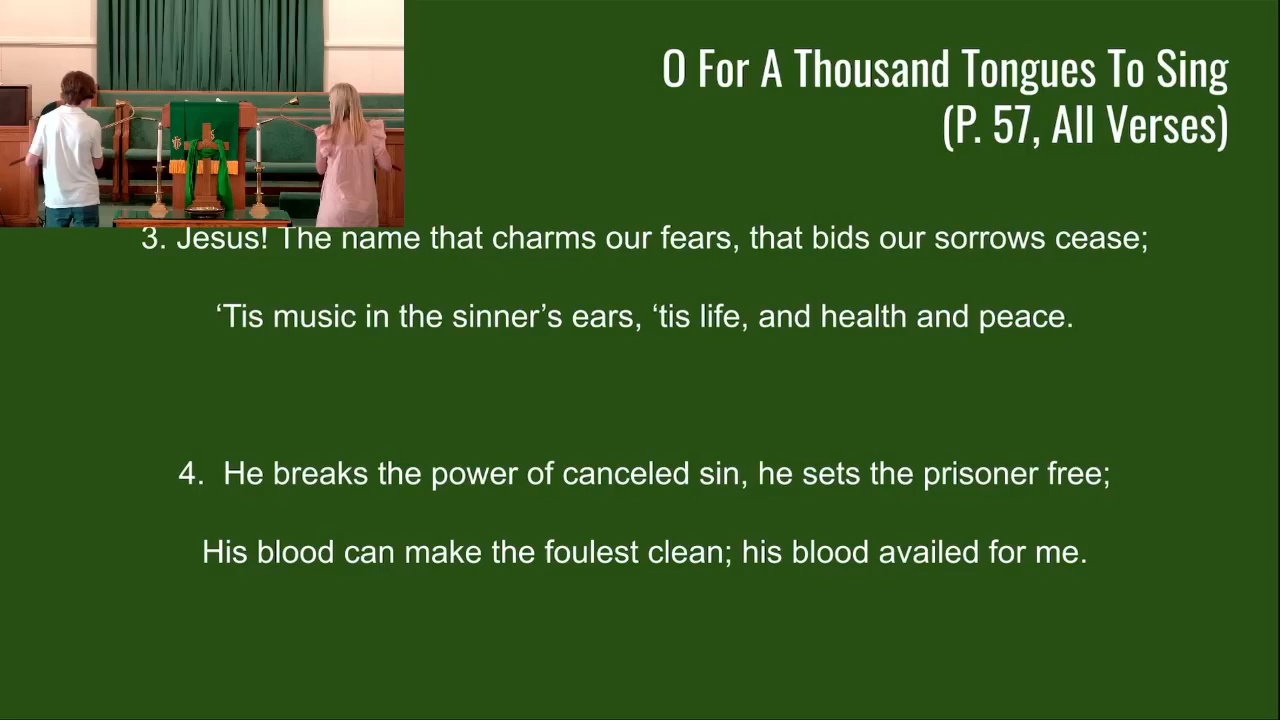 O For A Thousand Tongues To Sing
(P. 57, All Verses)
3. Jesus! The name that charms our fears, that bids our sorrows cease;
‘Tis music in the sinner’s ears, ‘tis life, and health and peace.
4.  He breaks the power of canceled sin, he sets the prisoner free;
His blood can make the foulest clean; his blood availed for me.